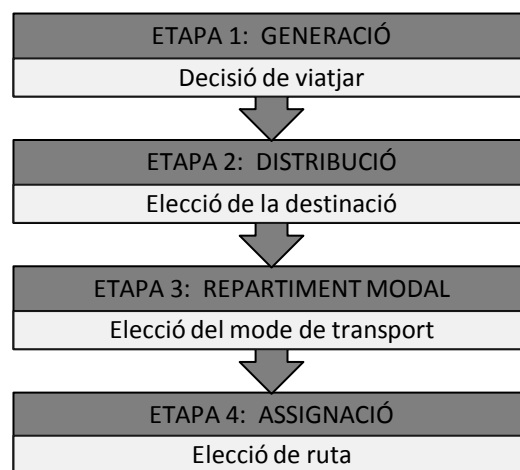 ETAPA 1: GENERACIÓ
Decisió de viatjar
ETAPA 2: DISTRIBUCIÓ
Elecció de la destinació
ETAPA 3: REPARTIMENT MODAL
Elecció del mode de transport
ETAPA 4: ASSIGNACIÓ
Elecció de ruta